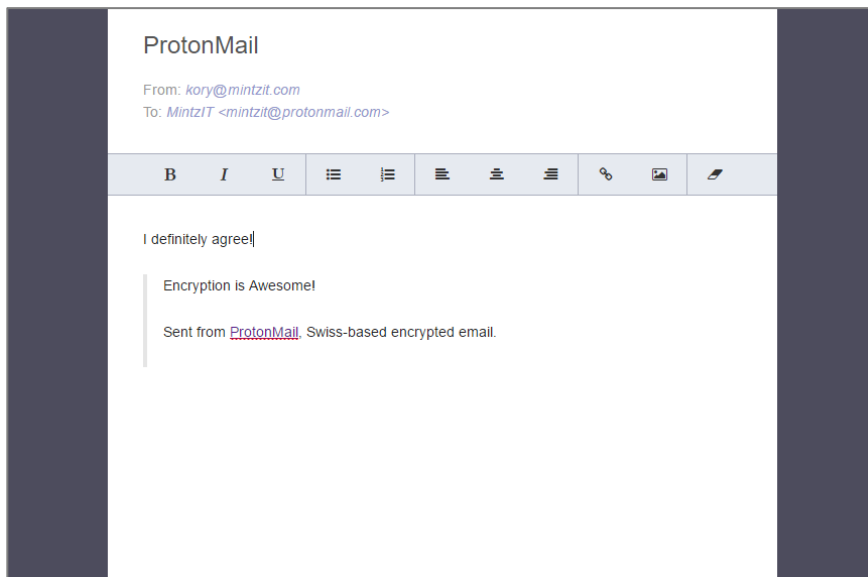 ProtonMail
From: kory@mintzit.com
To: MintzIT <mintzit@protonmail.com>
B I U
I definitely agree!
Encryption is Awesome!
Sent from ProtonMail, Swiss-based encrypted email.